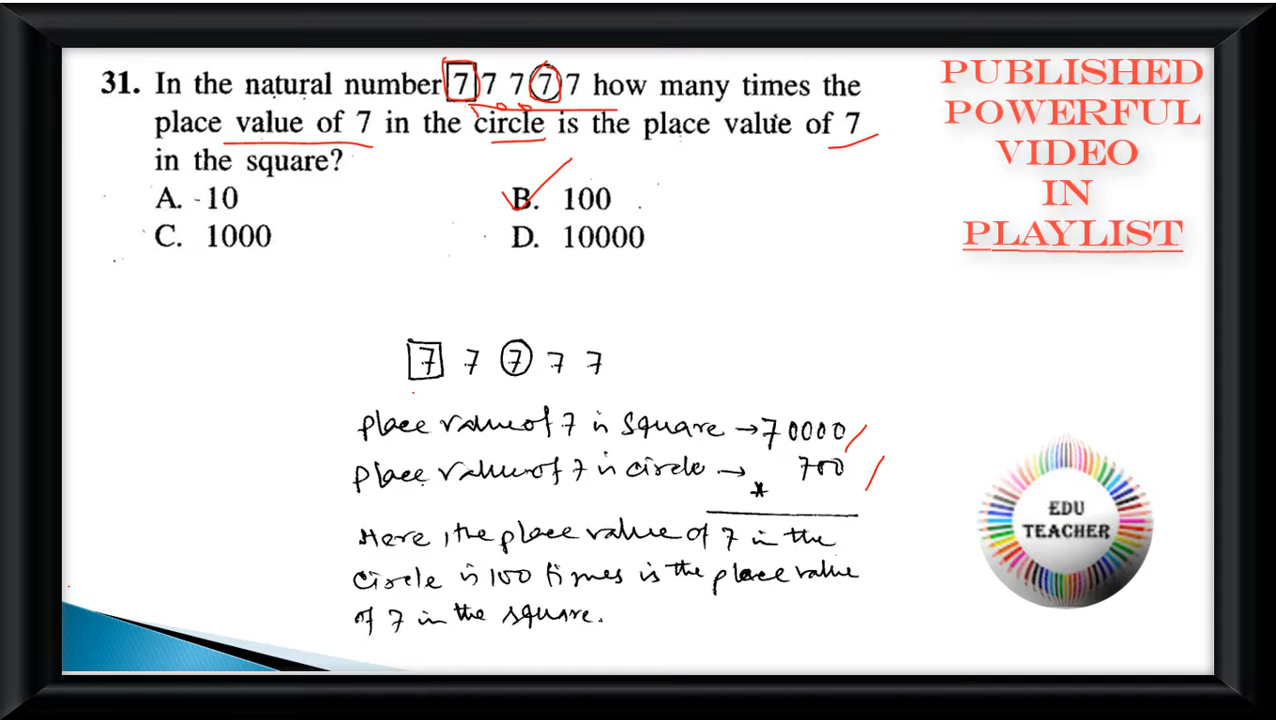 31. In the natural number 7 7 7 7 7 how many times the
place value of 7 in the circle is the place value of 7
in the square?
A. 10
B. 100
C. 1000
D. 10000
PUBLISHED
POWERFUL
VIDEO
IN
PLAYLIST
7 7 7 7 7
place value of 7 in square → 70000
place value of 7 in circle → 700
*
Here, the place value of 7 in the
circle is 100 times is the place value
of 7 in the square.
EDU
TEACHER